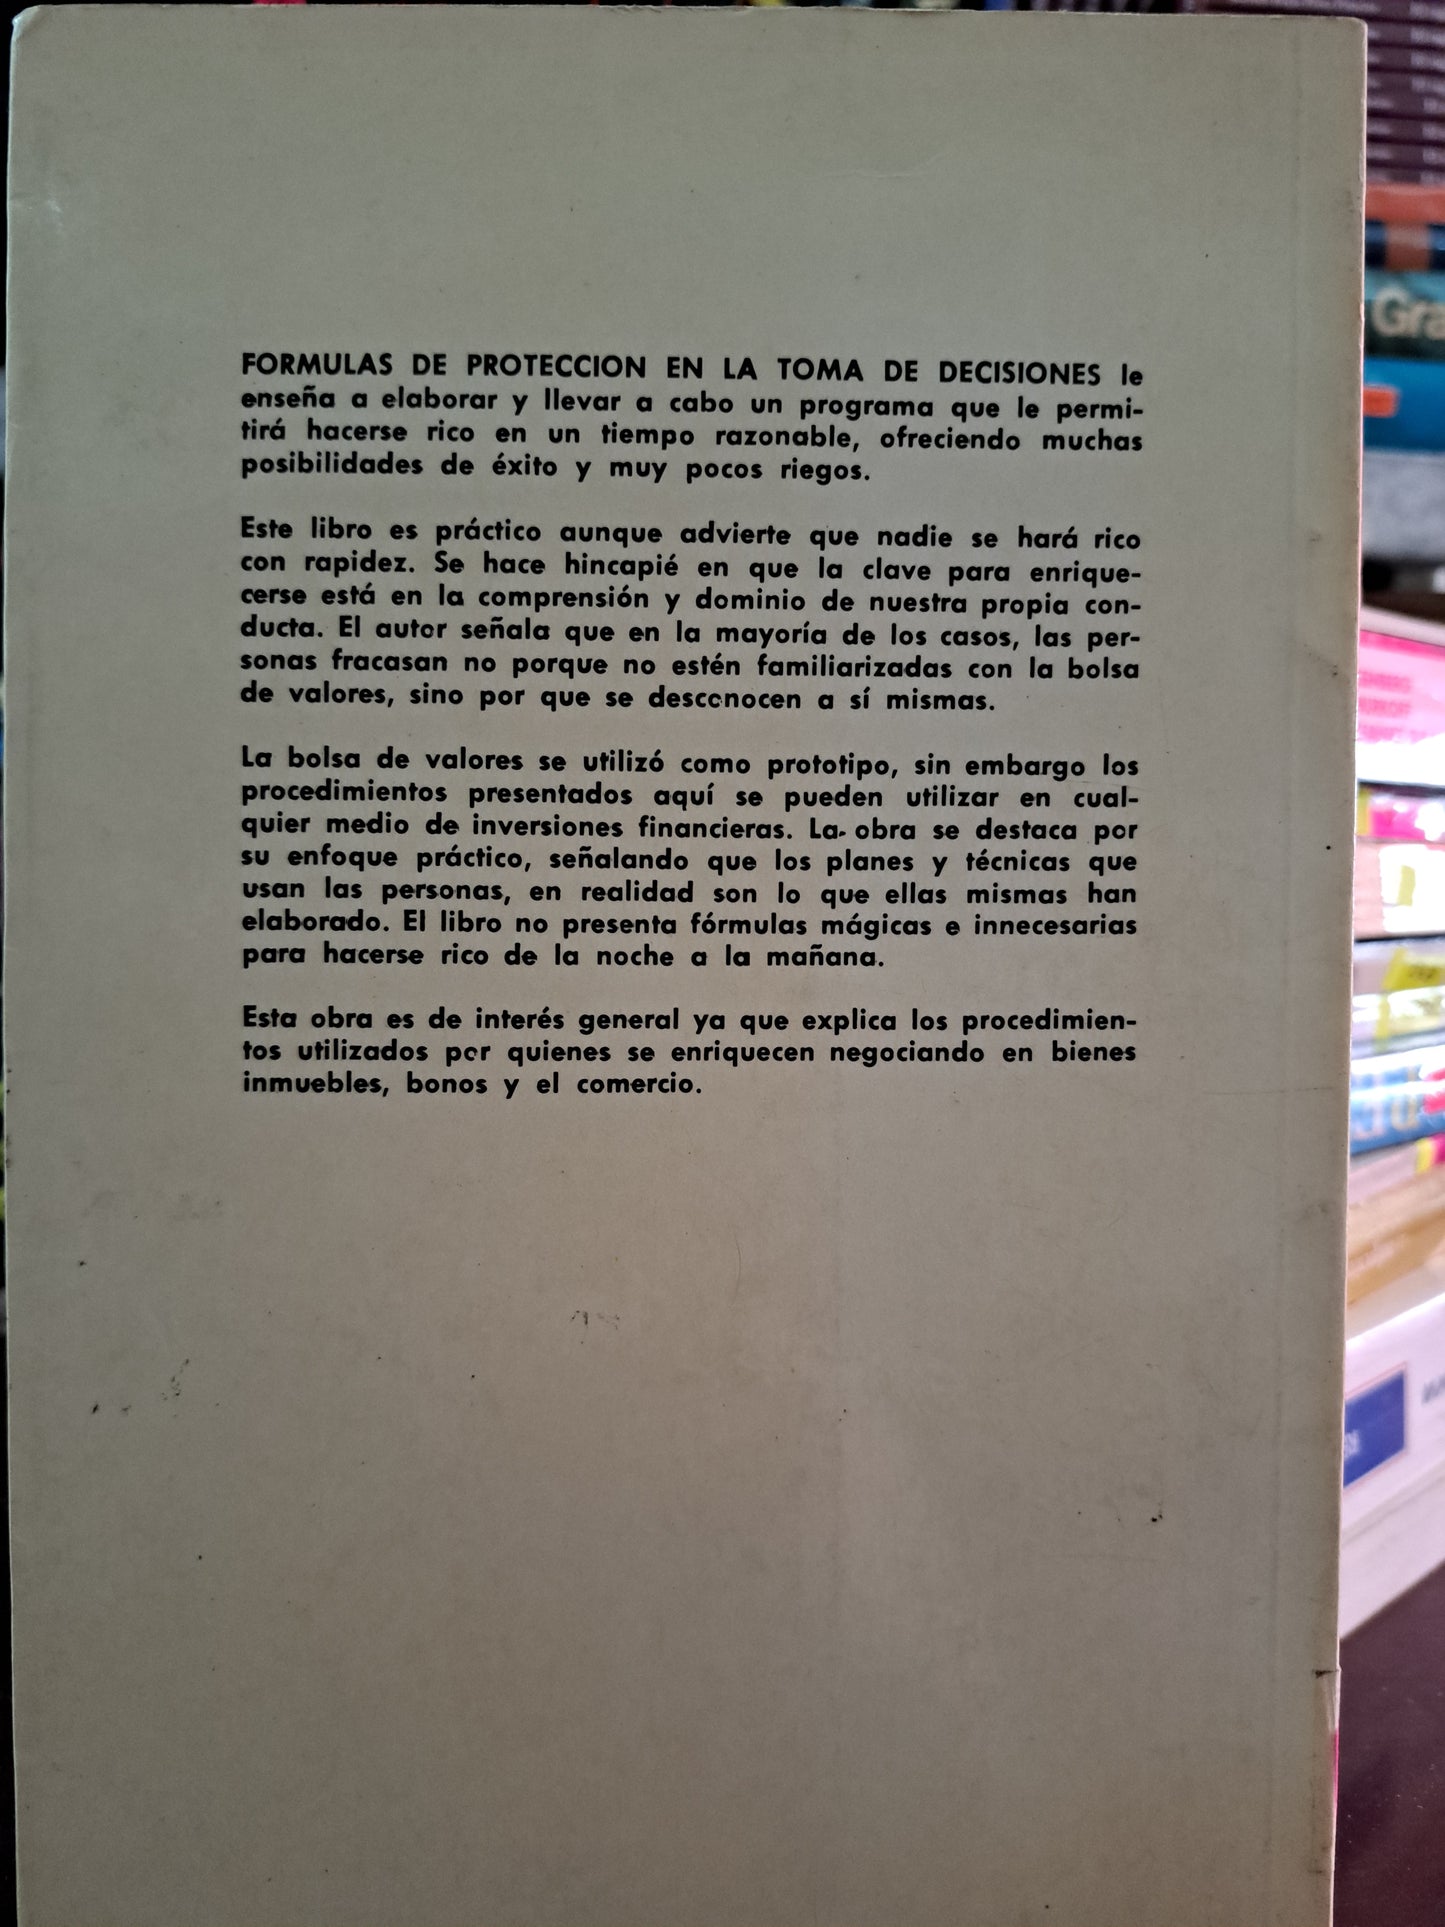 FORMULAS DE PROTECCION EN LA TOMA DE DECISIONES le
enseña a elaborar y llevar a cabo un programa que le permi-
tirá hacerse rico en un tiempo razonable, ofreciendo muchas
posibilidades de éxito y muy pocos riegos.
Este libro es práctico aunque advierte que nadie se hará rico
con rapidez. Se hace hincapié en que la clave para enrique-
cerse está en la comprensión y dominio de nuestra propia con-
ducta. El autor señala que en la mayoría de los casos, las per-
sonas fracasan no porque no estén familiarizadas con la bolsa
de valores, sino por que se desconocen a sí mismas.
La bolsa de valores se utilizó como prototipo, sin embargo los
procedimientos presentados aquí se pueden utilizar en cual-
quier medio de inversiones financieras. La obra se destaca por
su enfoque práctico, señalando que los planes y técnicas que
usan las personas, en realidad son lo que ellas mismas han
elaborado. El libro no presenta fórmulas mágicas e innecesarias
para hacerse rico de la noche a la mañana.
Esta obra es de interés general ya que explica los procedimien-
tos utilizados por quienes se enriquecen negociando en bienes
inmuebles, bonos y el comercio.
Gra